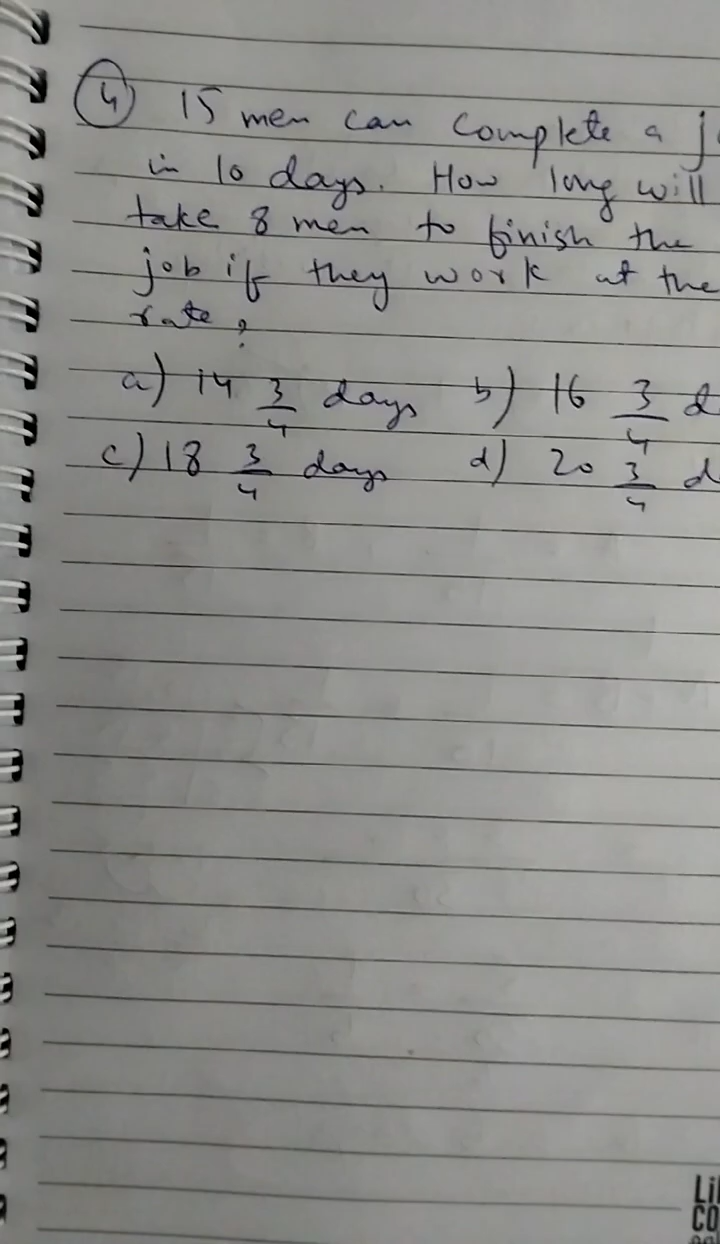 4 15 men can complete a j
in 10 days. How long will
take 8 men to finish the
job if they work at the
rate?
a) 14 3/4 days b) 16 3/4 d
c) 18 3/4 days d) 20 3/4 d
Li
CO